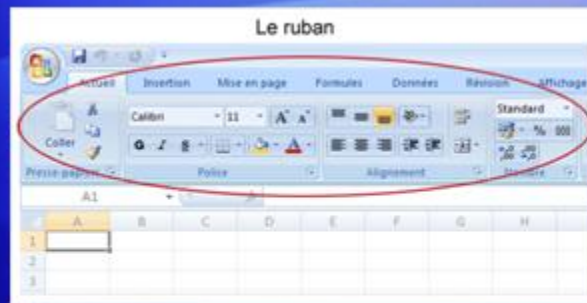 Le ruban
Accueil Insertion Mise en page Formules Données Révision Affichage
Calibri 11 A A Standard
Coller G I S A % 000
Presse-papiers Police Alignement Nombre
A1
A B C D E F G H
1
2
3